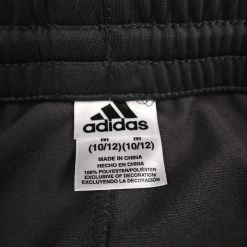 adidas
M M
(10/12)(10/12)
MADE IN CHINA
HECHO EN CHINA
100% POLYESTER/POLIÉSTER
EXCLUSIVE OF DECORATION/
EXCLUYENDO LA DECORACIÓN